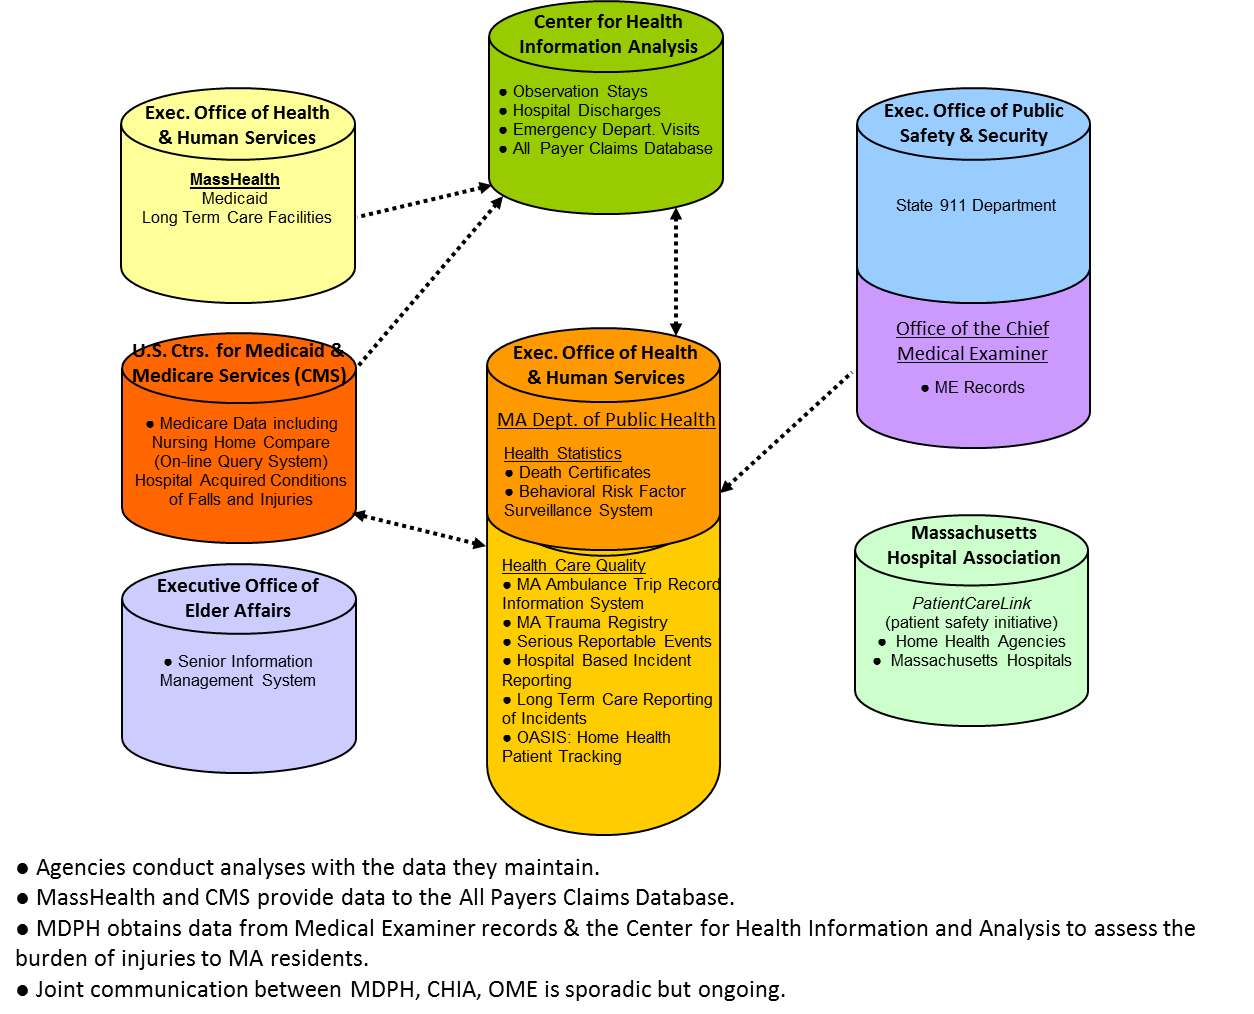 Center for Health
Information Analysis
● Observation Stays
● Hospital Discharges
● Emergency Depart. Visits
● All Payer Claims Database
Exec. Office of Health
& Human Services
MassHealth
Medicaid
Long Term Care Facilities
Exec. Office of Public
Safety & Security
State 911 Department
Office of the Chief
Medical Examiner
● ME Records
U.S. Ctrs. for Medicaid &
Medicare Services (CMS)
● Medicare Data including
Nursing Home Compare
(On-line Query System)
Hospital Acquired Conditions
of Falls and Injuries
Exec. Office of Health
& Human Services
MA Dept. of Public Health
Health Statistics
● Death Certificates
● Behavioral Risk Factor
Surveillance System
Health Care Quality
● MA Ambulance Trip Record
Information System
● MA Trauma Registry
● Serious Reportable Events
● Hospital Based Incident
Reporting
● Long Term Care Reporting
of Incidents
● OASIS: Home Health
Patient Tracking
Massachusetts
Hospital Association
PatientCareLink
(patient safety initiative)
● Home Health Agencies
● Massachusetts Hospitals
Executive Office of
Elder Affairs
● Senior Information
Management System
● Agencies conduct analyses with the data they maintain.
● MassHealth and CMS provide data to the All Payers Claims Database.
● MDPH obtains data from Medical Examiner records & the Center for Health Information and Analysis to assess the
burden of injuries to MA residents.
● Joint communication between MDPH, CHIA, OME is sporadic but ongoing.